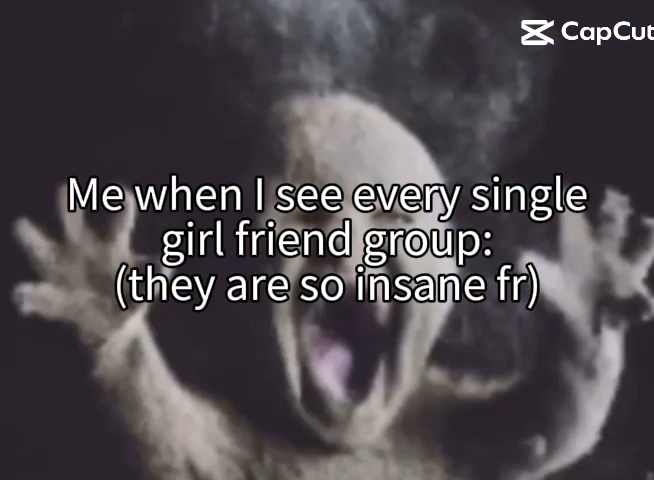 CapCut
Me when I see every single
girl friend group:
(they are so insane fr)